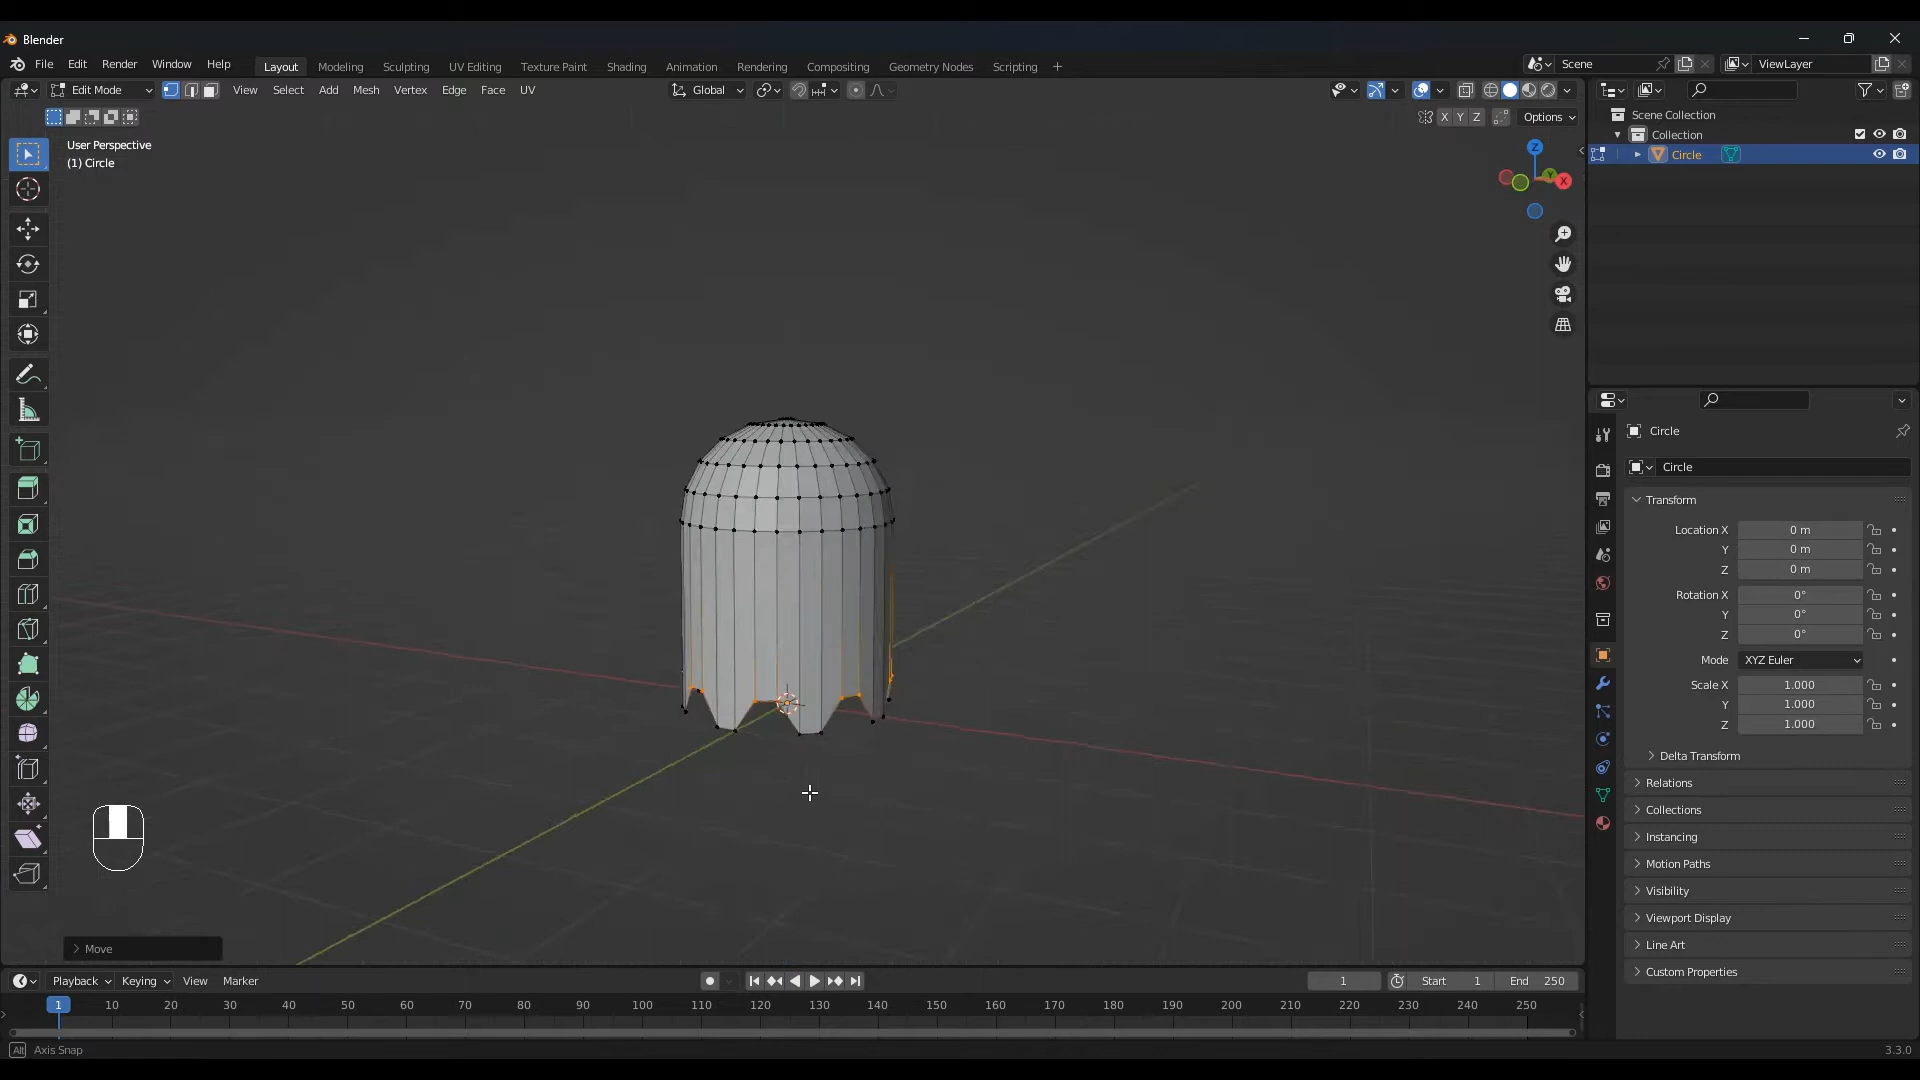 Blender
File Edit Render Window Help
Layout Modeling Sculpting UV Editing Texture Paint Shading Animation Rendering Compositing Geometry Nodes Scripting +
Scene
ViewLayer
Edit Mode View Select Add Mesh Vertex Edge Face UV
Global
X Y Z Options
User Perspective
(1) Circle
Z
Y
X
Scene Collection
Collection
Circle
Circle
Circle
Transform
Location X 0 m
Y 0 m
Z 0 m
Rotation X 0°
Y 0°
Z 0°
Mode XYZ Euler
Scale X 1.000
Y 1.000
Z 1.000
Delta Transform
Relations
Collections
Instancing
Motion Paths
Visibility
Viewport Display
Line Art
Custom Properties
Move
Playback Keying View Marker
1 Start 1 End 250
1 10 20 30 40 50 60 70 80 90 100 110 120 130 140 150 160 170 180 190 200 210 220 230 240 250
Alt Axis Snap
3.3.0